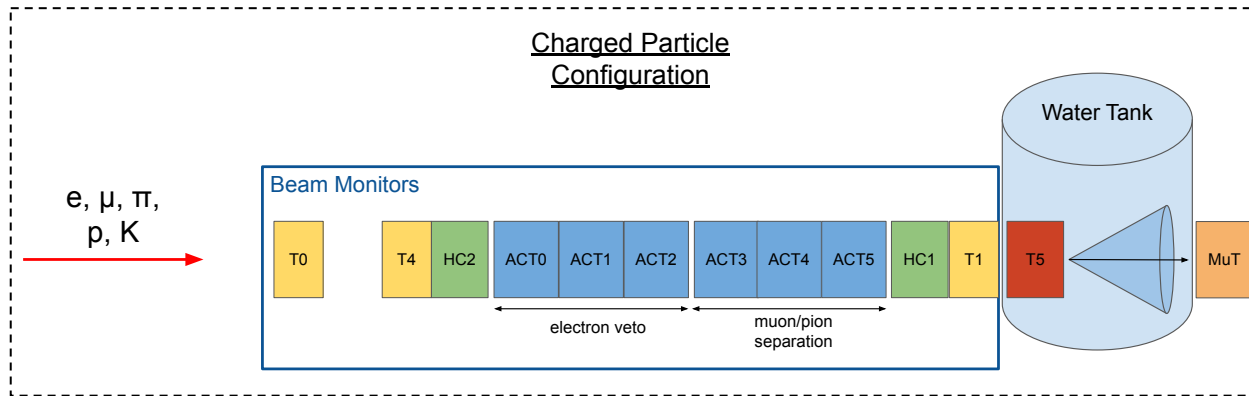 Charged Particle
Configuration
Water Tank
Beam Monitors
e, μ, π,
p, K
T0
T4
HC2
ACT0
ACT1
ACT2
ACT3
ACT4
ACT5
HC1
T1
T5
MuT
electron veto
muon/pion
separation